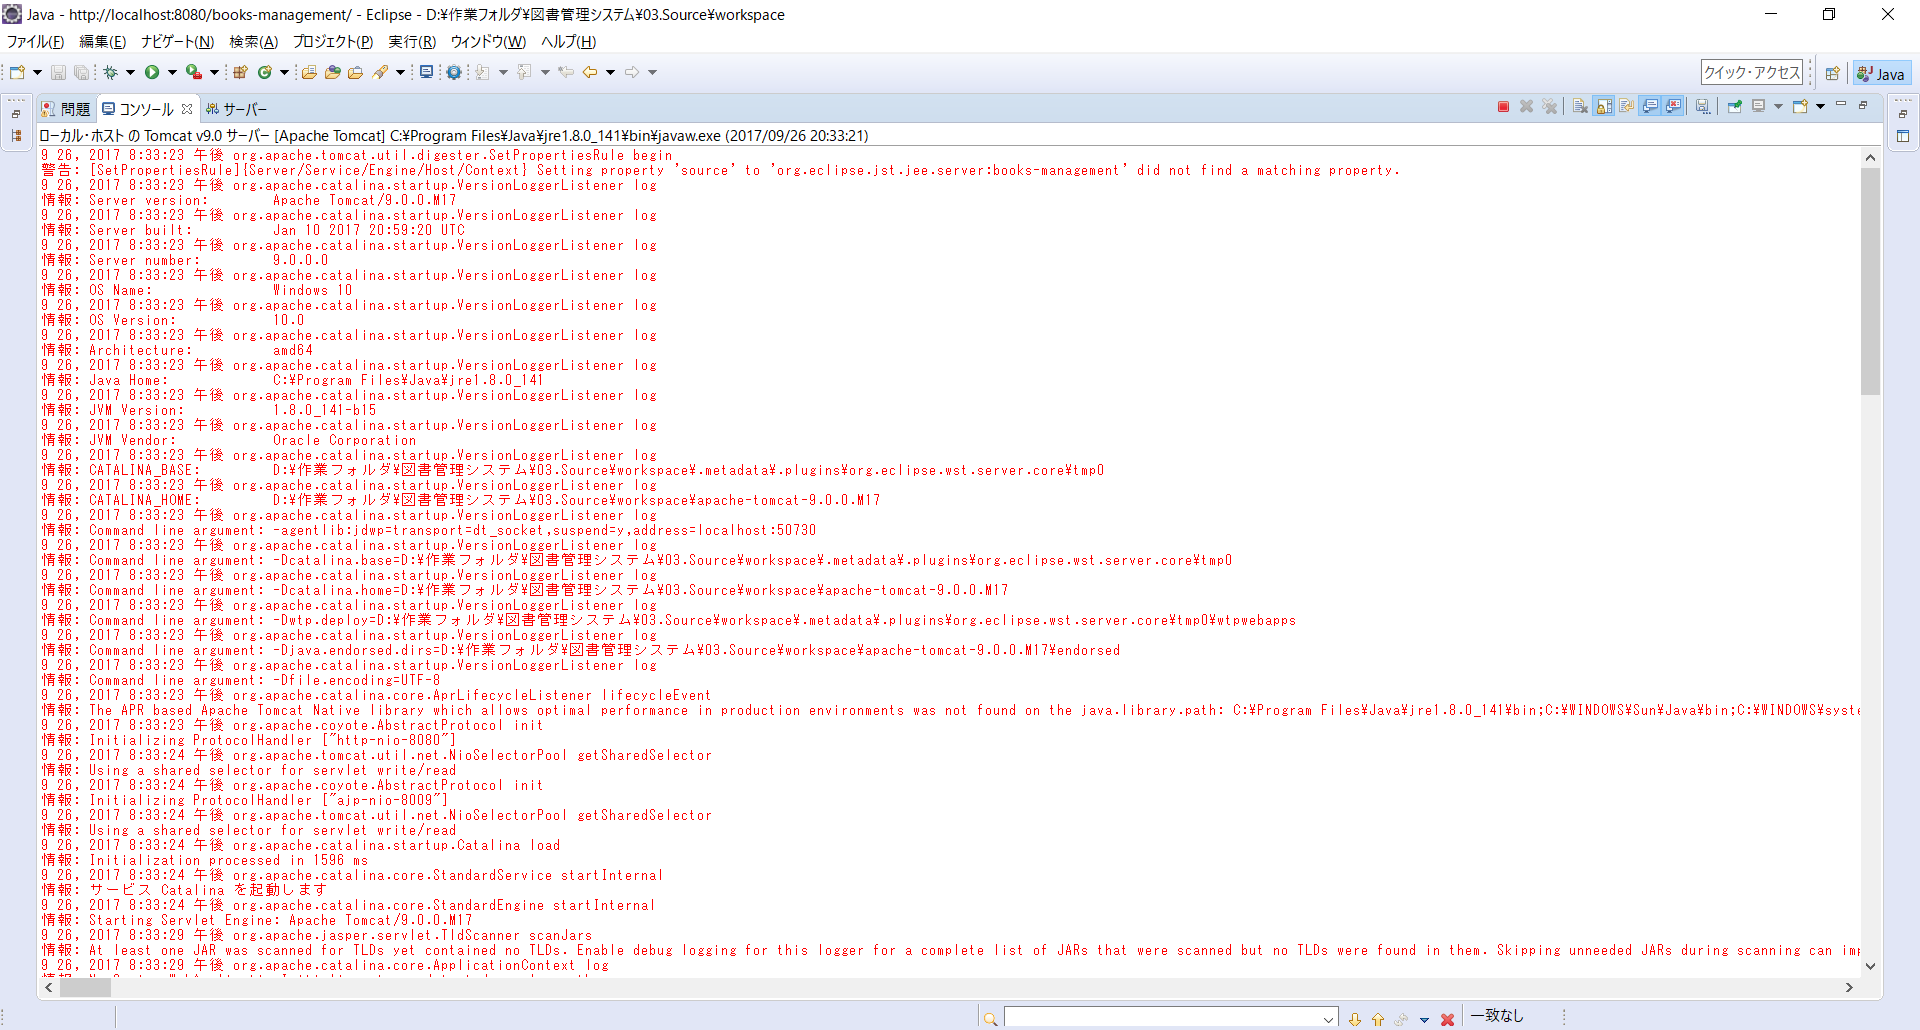 Java - http://localhost:8080/books-management/ - Eclipse - D:¥作業フォルダ¥図書管理システム¥03.Source¥workspace
ファイル(F) 編集(E) ナビゲート(N) 検索(A) プロジェクト(P) 実行(R) ウィンドウ(W) ヘルプ(H)
クイック・アクセス Java
問題 コンソール サーバー
ローカル・ホスト の Tomcat v9.0 サーバー [Apache Tomcat] C:¥Program Files¥Java¥jre1.8.0_141¥bin¥javaw.exe (2017/09/26 20:33:21)
9 26, 2017 8:33:23 午後 org.apache.tomcat.util.digester.SetPropertiesRule begin
警告: [SetPropertiesRule]{Server/Service/Engine/Host/Context} Setting property 'source' to 'org.eclipse.jst.jee.server:books-management' did not find a matching property.
9 26, 2017 8:33:23 午後 org.apache.catalina.startup.VersionLoggerListener log
情報: Server version: Apache Tomcat/9.0.0.M17
9 26, 2017 8:33:23 午後 org.apache.catalina.startup.VersionLoggerListener log
情報: Server built: Jan 10 2017 20:59:20 UTC
9 26, 2017 8:33:23 午後 org.apache.catalina.startup.VersionLoggerListener log
情報: Server number: 9.0.0.0
9 26, 2017 8:33:23 午後 org.apache.catalina.startup.VersionLoggerListener log
情報: OS Name: Windows 10
9 26, 2017 8:33:23 午後 org.apache.catalina.startup.VersionLoggerListener log
情報: OS Version: 10.0
9 26, 2017 8:33:23 午後 org.apache.catalina.startup.VersionLoggerListener log
情報: Architecture: amd64
9 26, 2017 8:33:23 午後 org.apache.catalina.startup.VersionLoggerListener log
情報: Java Home: C:¥Program Files¥Java¥jre1.8.0_141
9 26, 2017 8:33:23 午後 org.apache.catalina.startup.VersionLoggerListener log
情報: JVM Version: 1.8.0_141-b15
9 26, 2017 8:33:23 午後 org.apache.catalina.startup.VersionLoggerListener log
情報: JVM Vendor: Oracle Corporation
9 26, 2017 8:33:23 午後 org.apache.catalina.startup.VersionLoggerListener log
情報: CATALINA_BASE: D:¥作業フォルダ¥図書管理システム¥03.Source¥workspace¥.metadata¥.plugins¥org.eclipse.wst.server.core¥tmp0
9 26, 2017 8:33:23 午後 org.apache.catalina.startup.VersionLoggerListener log
情報: CATALINA_HOME: D:¥作業フォルダ¥図書管理システム¥03.Source¥workspace¥apache-tomcat-9.0.0.M17
9 26, 2017 8:33:23 午後 org.apache.catalina.startup.VersionLoggerListener log
情報: Command line argument: -agentlib:jdwp=transport=dt_socket,suspend=y,address=localhost:50730
9 26, 2017 8:33:23 午後 org.apache.catalina.startup.VersionLoggerListener log
情報: Command line argument: -Dcatalina.base=D:¥作業フォルダ¥図書管理システム¥03.Source¥workspace¥.metadata¥.plugins¥org.eclipse.wst.server.core¥tmp0
9 26, 2017 8:33:23 午後 org.apache.catalina.startup.VersionLoggerListener log
情報: Command line argument: -Dcatalina.home=D:¥作業フォルダ¥図書管理システム¥03.Source¥workspace¥apache-tomcat-9.0.0.M17
9 26, 2017 8:33:23 午後 org.apache.catalina.startup.VersionLoggerListener log
情報: Command line argument: -Dwtp.deploy=D:¥作業フォルダ¥図書管理システム¥03.Source¥workspace¥.metadata¥.plugins¥org.eclipse.wst.server.core¥tmp0¥wtpwebapps
9 26, 2017 8:33:23 午後 org.apache.catalina.startup.VersionLoggerListener log
情報: Command line argument: -Djava.endorsed.dirs=D:¥作業フォルダ¥図書管理システム¥03.Source¥workspace¥apache-tomcat-9.0.0.M17¥endorsed
9 26, 2017 8:33:23 午後 org.apache.catalina.startup.VersionLoggerListener log
情報: Command line argument: -Dfile.encoding=UTF-8
9 26, 2017 8:33:23 午後 org.apache.catalina.core.AprLifecycleListener lifecycleEvent
情報: The APR based Apache Tomcat Native library which allows optimal performance in production environments was not found on the java.library.path: C:¥Program Files¥Java¥jre1.8.0_141¥bin;C:¥WINDOWS¥Sun¥Java¥bin;C:¥WINDOWS¥syste
9 26, 2017 8:33:23 午後 org.apache.coyote.AbstractProtocol init
情報: Initializing ProtocolHandler ["http-nio-8080"]
9 26, 2017 8:33:24 午後 org.apache.tomcat.util.net.NioSelectorPool getSharedSelector
情報: Using a shared selector for servlet write/read
9 26, 2017 8:33:24 午後 org.apache.coyote.AbstractProtocol init
情報: Initializing ProtocolHandler ["ajp-nio-8009"]
9 26, 2017 8:33:24 午後 org.apache.tomcat.util.net.NioSelectorPool getSharedSelector
情報: Using a shared selector for servlet write/read
9 26, 2017 8:33:24 午後 org.apache.catalina.startup.Catalina load
情報: Initialization processed in 1596 ms
9 26, 2017 8:33:24 午後 org.apache.catalina.core.StandardService startInternal
情報: サービス Catalina を起動します
9 26, 2017 8:33:24 午後 org.apache.catalina.core.StandardEngine startInternal
情報: Starting Servlet Engine: Apache Tomcat/9.0.0.M17
9 26, 2017 8:33:29 午後 org.apache.jasper.servlet.TldScanner scanJars
情報: At least one JAR was scanned for TLDs yet contained no TLDs. Enable debug logging for this logger for a complete list of JARs that were scanned but no TLDs were found in them. Skipping unneeded JARs during scanning can imp
9 26, 2017 8:33:29 午後 org.apache.catalina.core.ApplicationContext log
一致なし